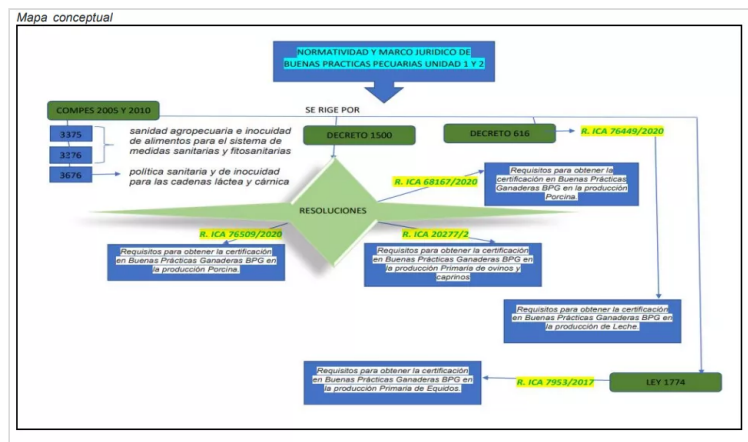 Mapa conceptual
NORMATIVIDAD Y MARCO JURIDICO DE
BUENAS PRACTICAS PECUARIAS UNIDAD 1 Y 2
COMPES 2005 Y 2010
SE RIGE POR
3375
3276
3676
sanidad agropecuaria e inocuidad
de alimentos para el sistema de
medidas sanitarias y fitosanitarias
política sanitaria y de inocuidad
para las cadenas láctea y cárnica
DECRETO 1500
DECRETO 616
R. ICA 76449/2020
R. ICA 68167/2020
Requisitos para obtener la
certificación en Buenas Prácticas
Ganaderas BPG en la producción
Porcina.
RESOLUCIONES
R. ICA 76509/2020
Requisitos para obtener la certificación
en Buenas Prácticas Ganaderas BPG en
la producción Porcina.
R. ICA 20277/2
Requisitos para obtener la certificación
en Buenas Prácticas Ganaderas BPG en
la producción Primaria de ovinos y
caprinos
Requisitos para obtener la certificación
en Buenas Prácticas Ganaderas BPG en
la producción de Leche.
Requisitos para obtener la certificación
en Buenas Prácticas Ganaderas BPG en
la producción Primaria de Équidos.
R. ICA 7953/2017
LEY 1774